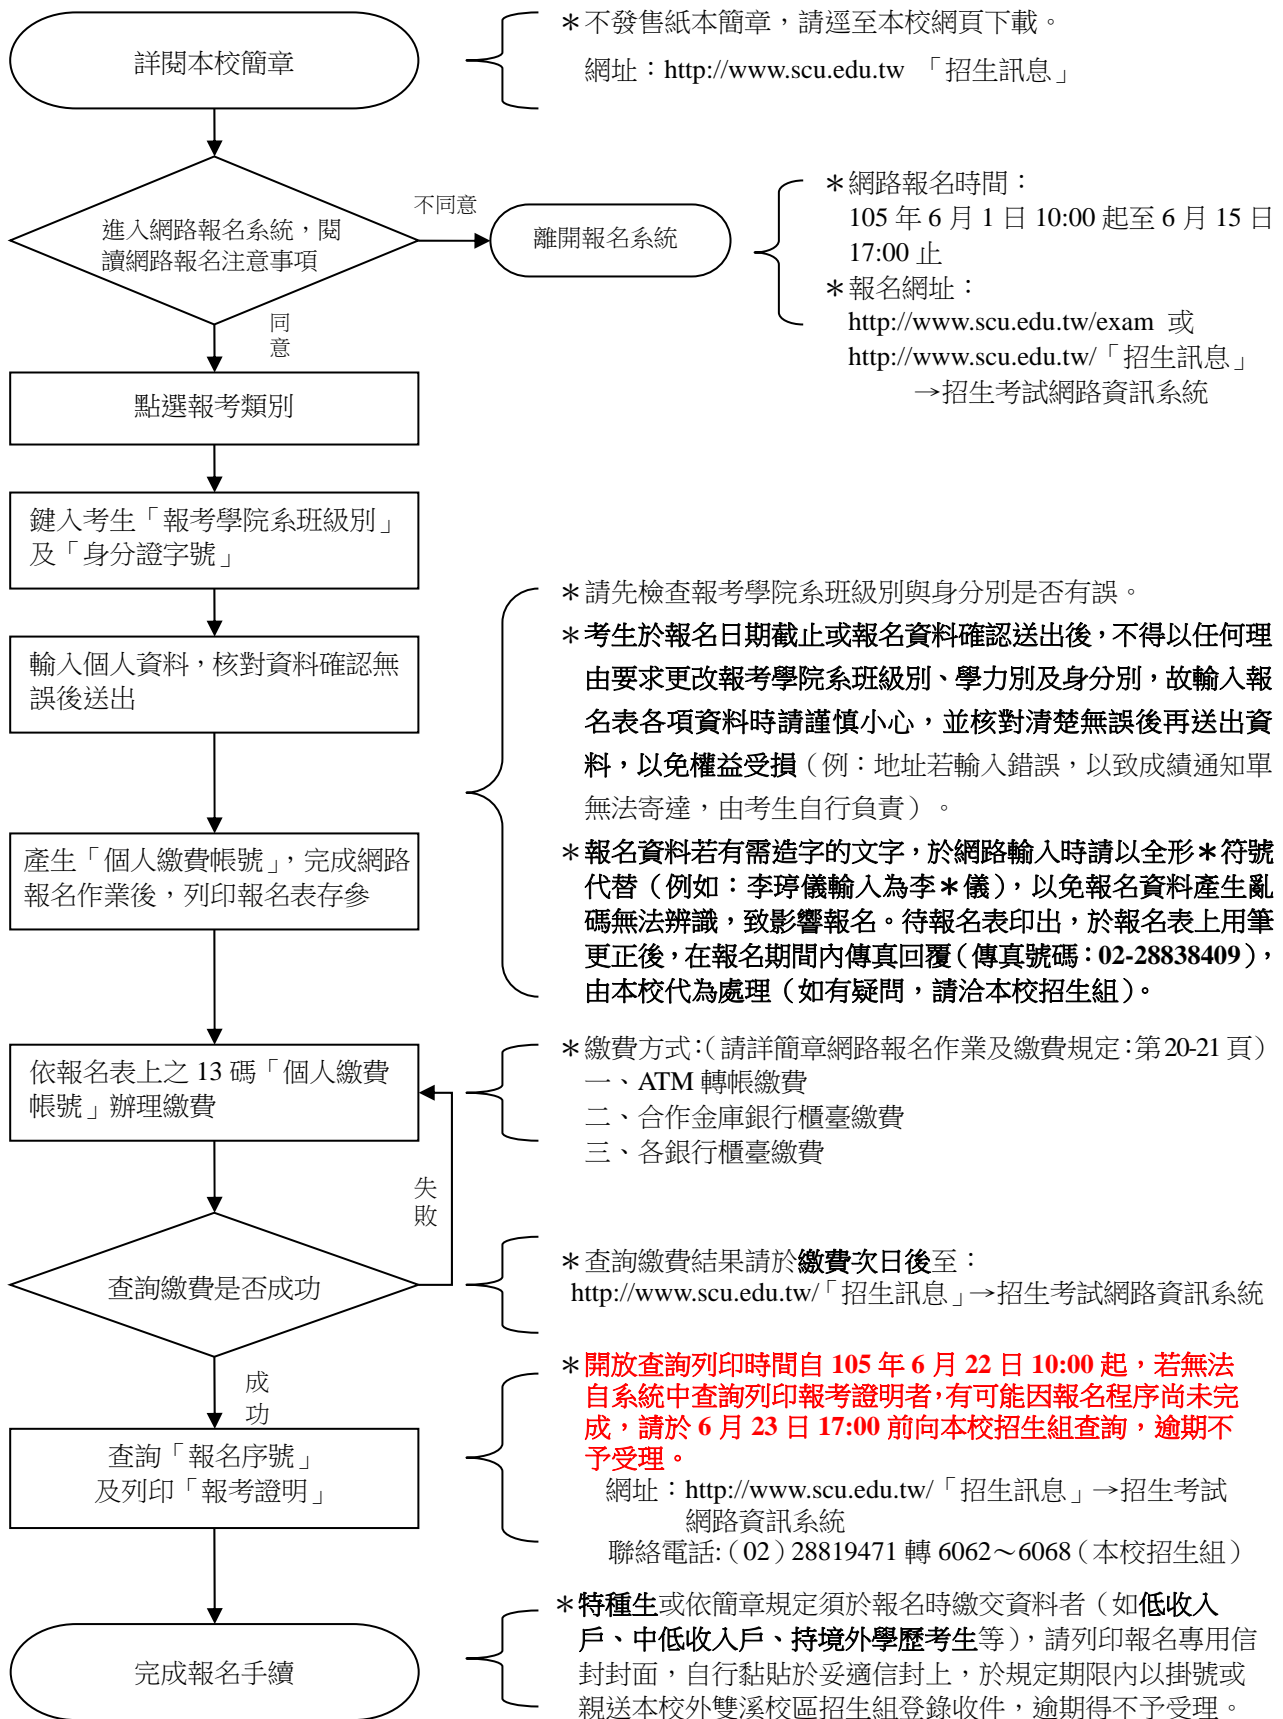 詳閱本校簡章
＊不發售紙本簡章，請逕至本校網頁下載。
網址：http://www.scu.edu.tw 「招生訊息」
進入網路報名系統，閱
讀網路報名注意事項
不同意
離開報名系統
＊網路報名時間：
105 年 6 月 1 日 10:00 起至 6 月 15 日
17:00 止
＊報名網址：
http://www.scu.edu.tw/exam 或
http://www.scu.edu.tw/「招生訊息」
→招生考試網路資訊系統
同
意
點選報考類別
鍵入考生「報考學院系班級別」
及「身分證字號」
輸入個人資料，核對資料確認無
誤後送出
＊請先檢查報考學院系班級別與身分別是否有誤。
＊考生於報名日期截止或報名資料確認送出後，不得以任何理
由要求更改報考學院系班級別、學力別及身分別，故輸入報
名表各項資料時請謹慎小心，並核對清楚無誤後再送出資
料，以免權益受損（例：地址若輸入錯誤，以致成績通知單
無法寄達，由考生自行負責）。
＊報名資料若有需造字的文字，於網路輸入時請以全形＊符號
代替（例如：李㻏儀輸入為李＊儀），以免報名資料產生亂
碼無法辨識，致影響報名。待報名表印出，於報名表上用筆
更正後，在報名期間內傳真回覆（傳真號碼：02-28838409），
由本校代為處理（如有疑問，請洽本校招生組）。
產生「個人繳費帳號」，完成網路
報名作業後，列印報名表存參
依報名表上之 13 碼「個人繳費
帳號」辦理繳費
＊繳費方式：（請詳簡章網路報名作業及繳費規定：第 20-21 頁）
一、ATM 轉帳繳費
二、合作金庫銀行櫃臺繳費
三、各銀行櫃臺繳費
失
敗
查詢繳費是否成功
＊查詢繳費結果請於繳費次日後至：
http://www.scu.edu.tw/「招生訊息」→招生考試網路資訊系統
成
功
查詢「報名序號」
及列印「報考證明」
＊開放查詢列印時間自 105 年 6 月 22 日 10:00 起，若無法
自系統中查詢列印報考證明者，有可能因報名程序尚未完
成，請於 6 月 23 日 17:00 前向本校招生組查詢，逾期不
予受理。
網址：http://www.scu.edu.tw/「招生訊息」→招生考試
網路資訊系統
聯絡電話:（02）28819471 轉 6062～6068（本校招生組）
完成報名手續
＊特種生或依簡章規定須於報名時繳交資料者（如低收入
戶、中低收入戶、持境外學歷考生等），請列印報名專用信
封封面，自行黏貼於妥適信封上，於規定期限內以掛號或
親送本校外雙溪校區招生組登錄收件，逾期得不予受理。